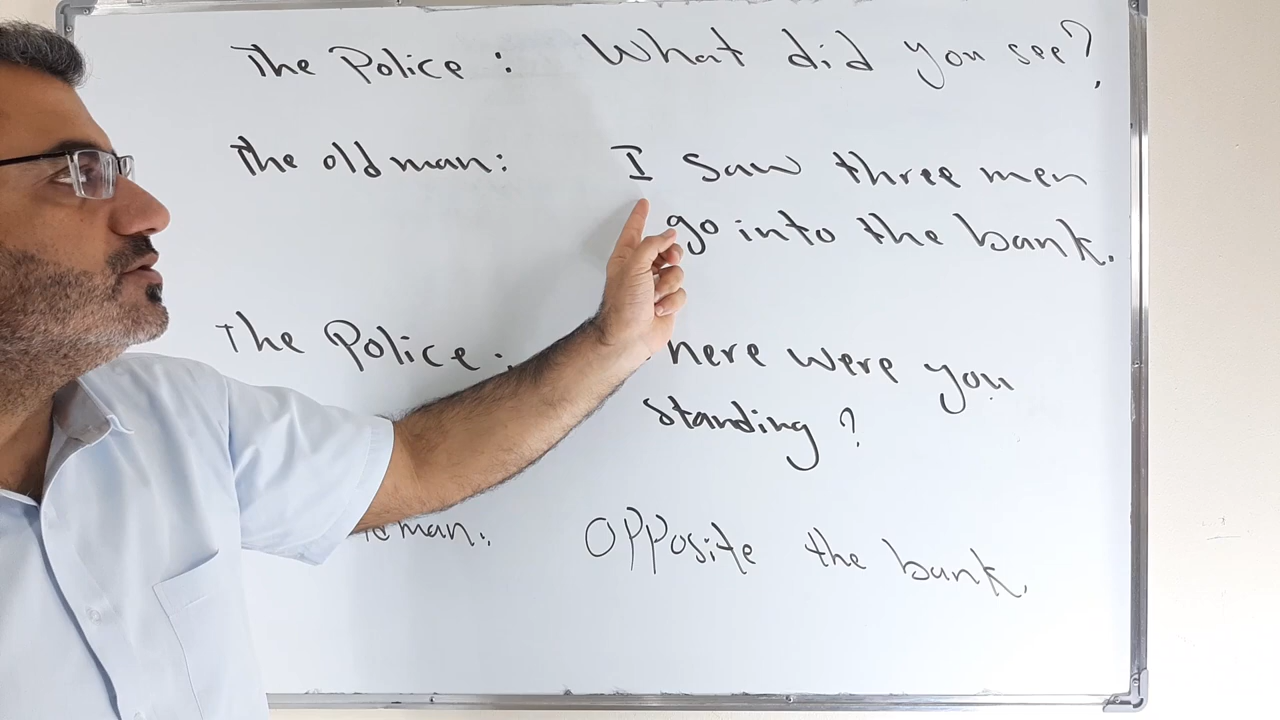 The Police: What did you see?
The old man: I saw three men
go into the bank.
The Police: here were you
standing?
man: Opposite the bank.